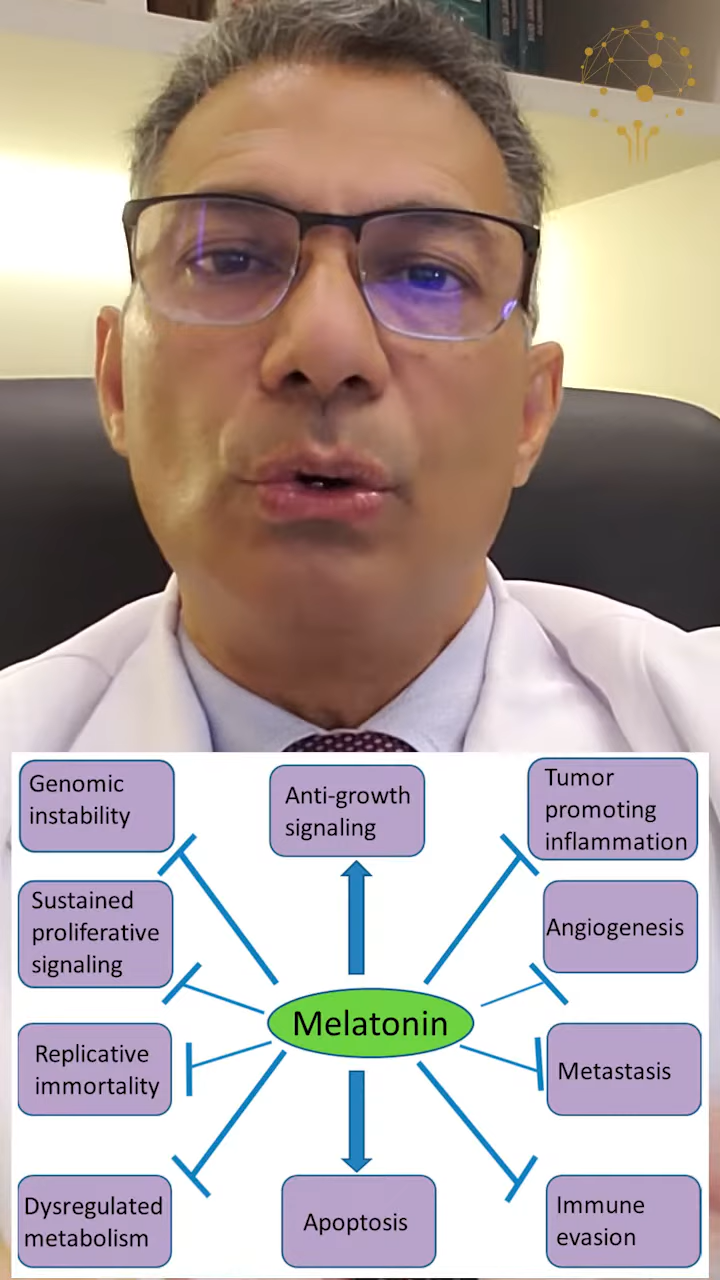 Genomic
instability
Anti-growth
signaling
Tumor
promoting
inflammation
Sustained
proliferative
signaling
Angiogenesis
Melatonin
Replicative
immortality
Metastasis
Dysregulated
metabolism
Apoptosis
Immune
evasion